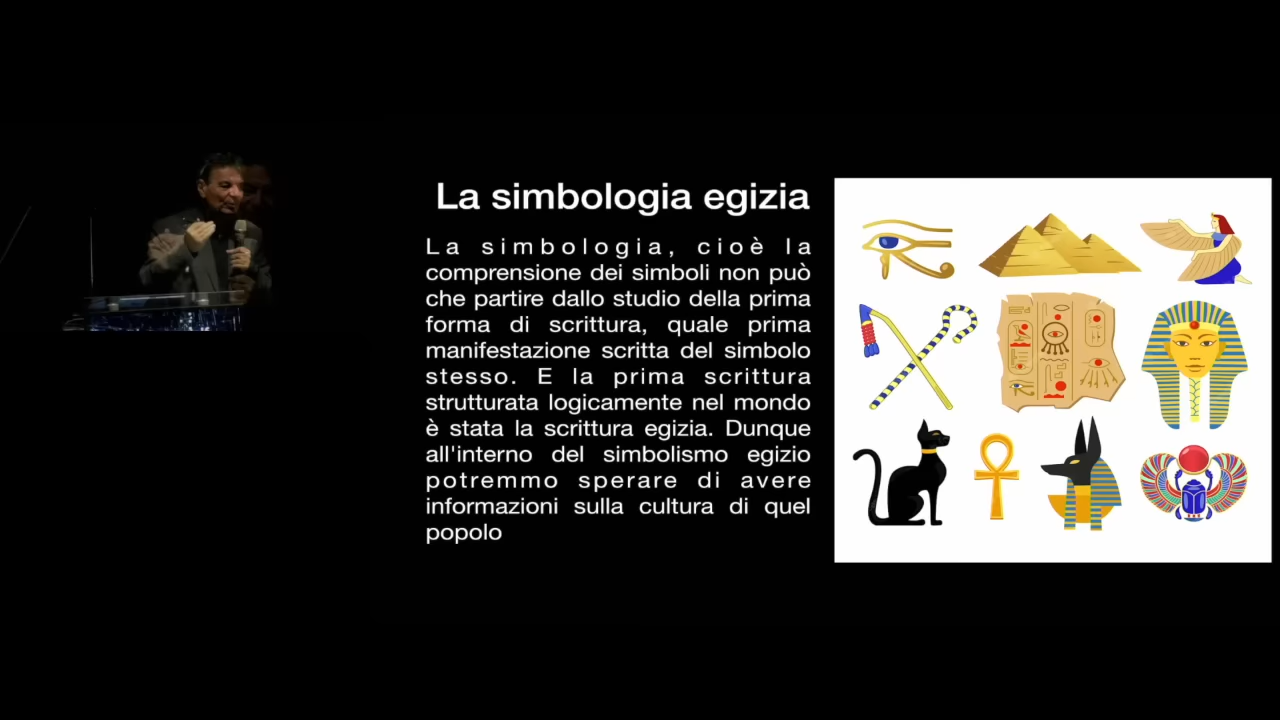 La simbologia egizia
La simbologia, cioè la
comprensione dei simboli non può
che partire dallo studio della prima
forma di scrittura, quale prima
manifestazione scritta del simbolo
stesso. E la prima scrittura
strutturata logicamente nel mondo
è stata la scrittura egizia. Dunque
all'interno del simbolismo egizio
potremmo sperare di avere
informazioni sulla cultura di quel
popolo